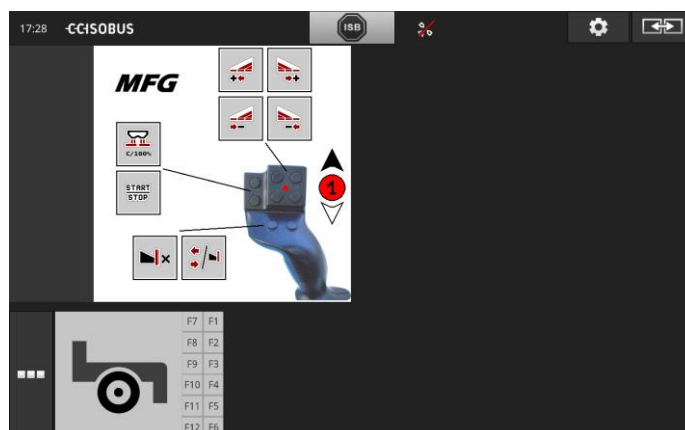 17:28 CCISOBUS ISB
MFG
C/100%
START
STOP
1
F7 F1
F8 F2
F9 F3
F10 F4
F11 F5
F12 F6